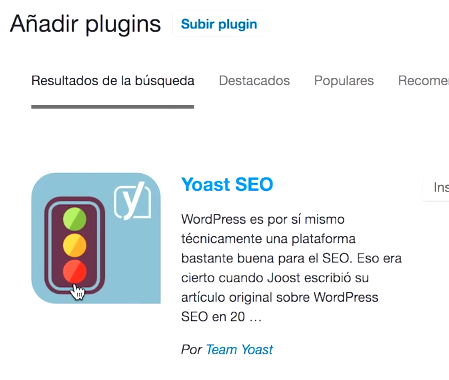 Añadir plugins Subir plugin
Resultados de la búsqueda Destacados Populares Recome
Yoast SEO Ins
WordPress es por sí mismo
técnicamente una plataforma
bastante buena para el SEO. Eso era
cierto cuando Joost escribió su
artículo original sobre WordPress
SEO en 20 …
Por Team Yoast